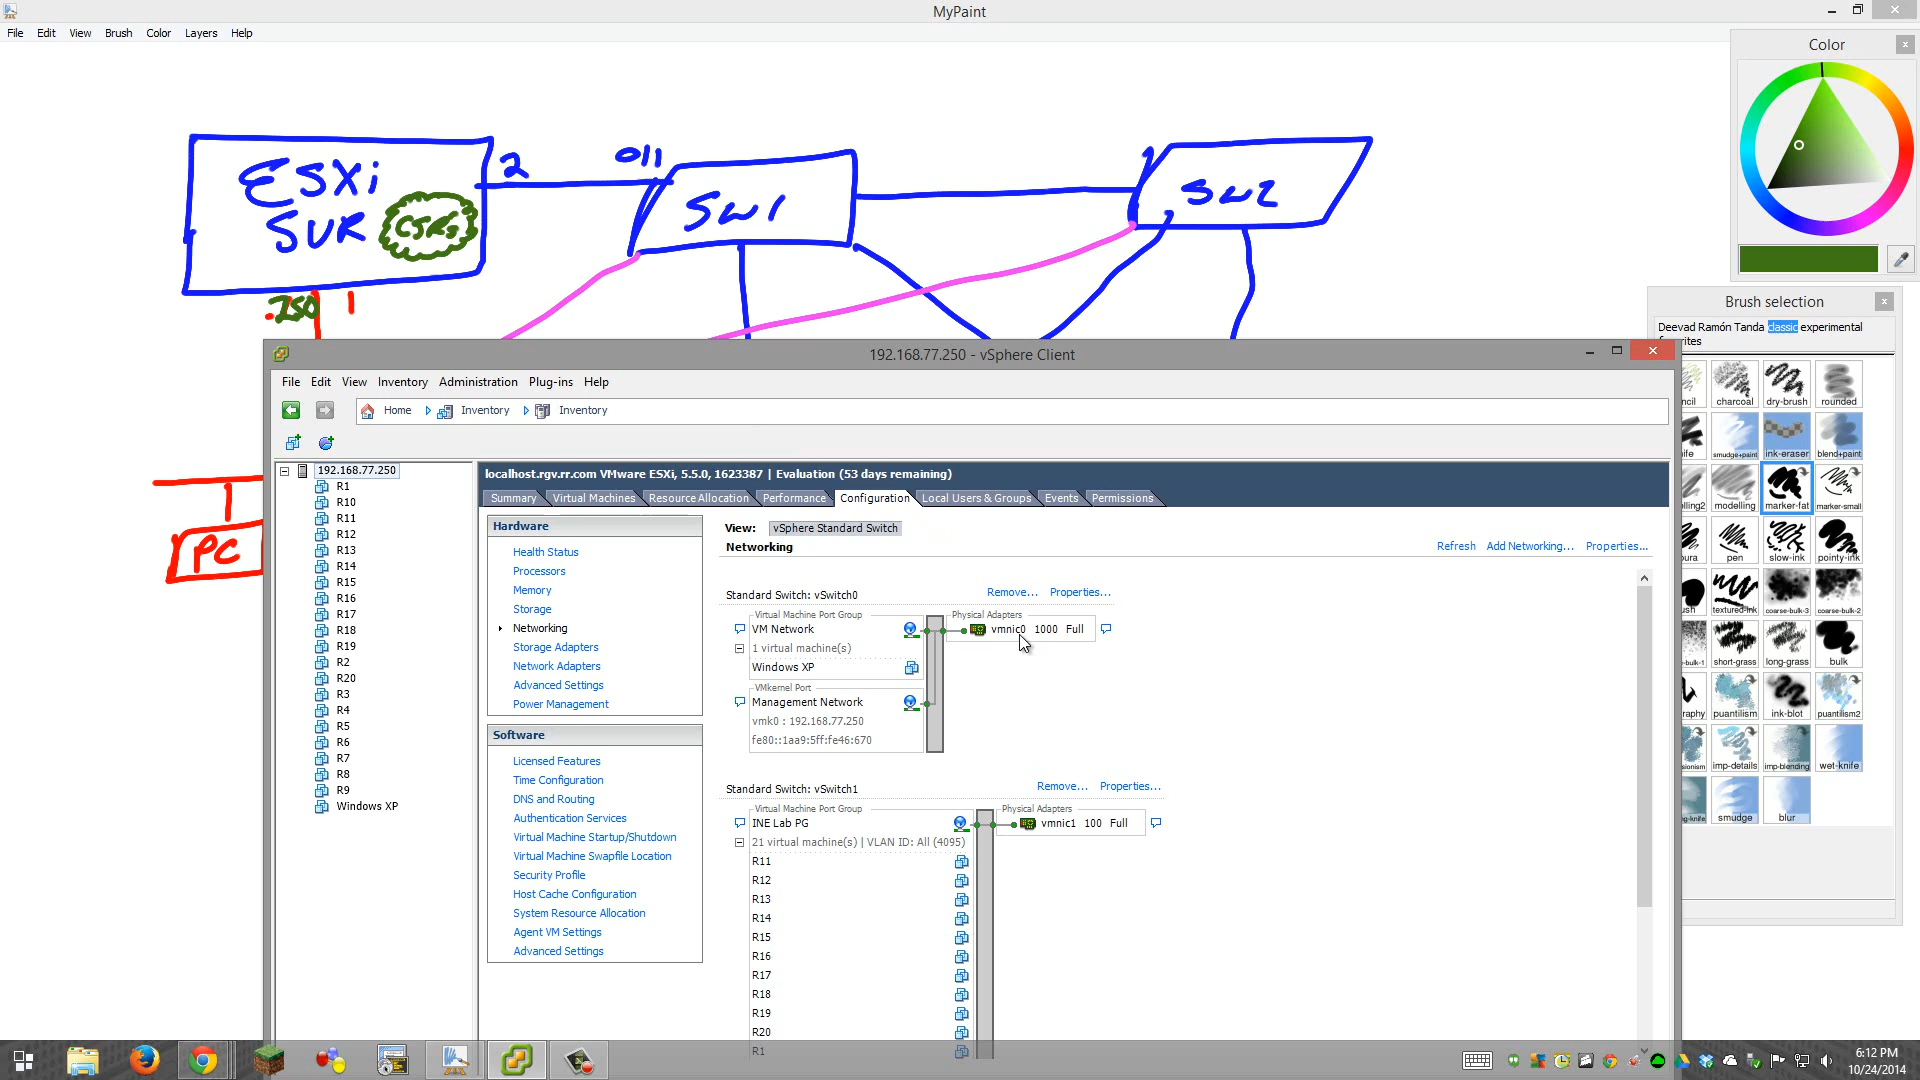 MyPaint
File Edit View Brush Color Layers Help
Color
ESXi
SVR
CSRs
2
0/1
SW1
SW2
.250
1
PC
Brush selection
Deevad Ramón Tanda classic experimental
charcoal dry-brush rounded
smudge+paint ink-eraser blend+paint
modelling marker-fat marker-small
pen slow-ink pointy-ink
textured-ink coarse-bulk-3 coarse-bulk-2
short-grass long-grass bulk
puantilism ink-blot puantilism2
imp-details imp-blending wet-knife
smudge blur
192.168.77.250 - vSphere Client
File Edit View Inventory Administration Plug-ins Help
Home Inventory Inventory
192.168.77.250
R1
R10
R11
R12
R13
R14
R15
R16
R17
R18
R19
R2
R20
R3
R4
R5
R6
R7
R8
R9
Windows XP
localhost.rgv.rr.com VMware ESXi, 5.5.0, 1623387 | Evaluation (53 days remaining)
Summary Virtual Machines Resource Allocation Performance Configuration Local Users & Groups Events Permissions
Hardware
Health Status
Processors
Memory
Storage
Networking
Storage Adapters
Network Adapters
Advanced Settings
Power Management
Software
Licensed Features
Time Configuration
DNS and Routing
Authentication Services
Virtual Machine Startup/Shutdown
Virtual Machine Swapfile Location
Security Profile
Host Cache Configuration
System Resource Allocation
Agent VM Settings
Advanced Settings
View: vSphere Standard Switch
Networking
Refresh Add Networking... Properties...
Standard Switch: vSwitch0 Remove... Properties...
Virtual Machine Port Group
VM Network
1 virtual machine(s)
Windows XP
VMkernel Port
Management Network
vmk0 : 192.168.77.250
fe80::1aa9:5ff:fe46:670
Physical Adapters
vmnic0 1000 Full
Standard Switch: vSwitch1 Remove... Properties...
Virtual Machine Port Group
INE Lab PG
21 virtual machine(s) | VLAN ID: All (4095)
R11
R12
R13
R14
R15
R16
R17
R18
R19
R20
R1
Physical Adapters
vmnic1 100 Full
6:12 PM
10/24/2014